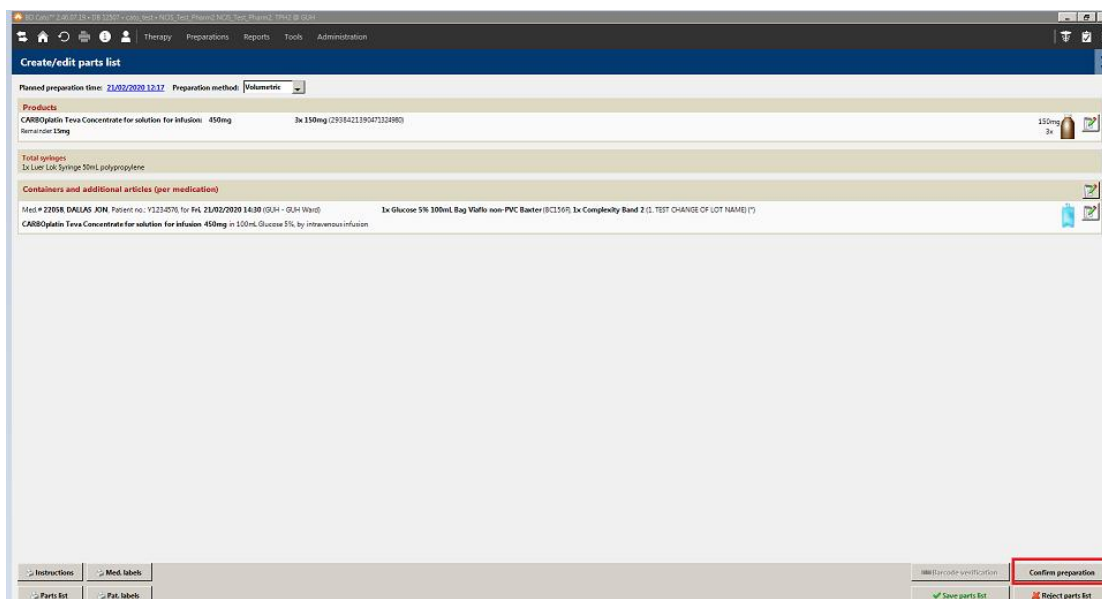 Therapy Preparations Reports Tools Administration
Create/edit parts list
Planned preparation time: 21/02/2020 12:17 Preparation method: Volumetric
Products
CARBOplatin Teva Concentrate for solution for infusion: 450mg 3x 150mg
150mg
Remainder 15mg
3x
Total syringes
1x Luer Lok Syringe 50mL polypropylene
Containers and additional articles (per medication)
Med.# 22058, DALLAS JON, Patient no.: Y1234576, for Fri, 21/02/2020 14:30 (GUH - GUH Ward) 1x Glucose 5% 100mL Bag Viaflo non-PVC Baxter (BC156P), 1x Complexity Band 2 (1. TEST CHANGE OF LOT NAME) (*)
CARBOplatin Teva Concentrate for solution for infusion 450mg in 100mL Glucose 5%, by intravenous infusion
Instructions Med. labels Barcode verification Confirm preparation
Parts list Pat. labels Save parts list Reject parts list